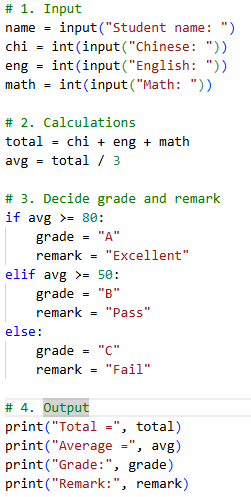 # 1. Input
name = input("Student name: ")
chi = int(input("Chinese: "))
eng = int(input("English: "))
math = int(input("Math: "))

# 2. Calculations
total = chi + eng + math
avg = total / 3

# 3. Decide grade and remark
if avg >= 80:
    grade = "A"
    remark = "Excellent"
elif avg >= 50:
    grade = "B"
    remark = "Pass"
else:
    grade = "C"
    remark = "Fail"

# 4. Output
print("Total =", total)
print("Average =", avg)
print("Grade:", grade)
print("Remark:", remark)